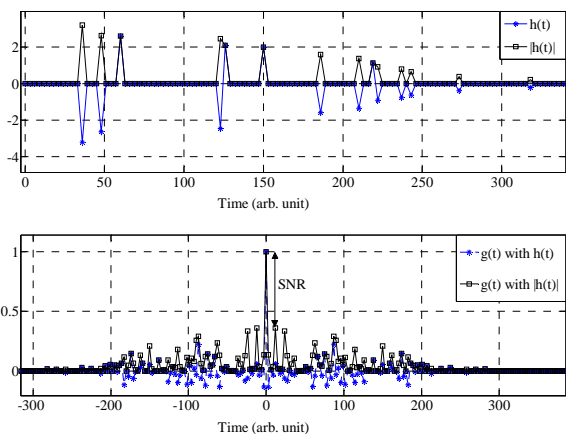 h(t)
|h(t)|
2
0
-2
-4
0 50 100 150 200 250 300
Time (arb. unit)
g(t) with h(t)
g(t) with |h(t)|
1
SNR
0.5
0
-300 -200 -100 0 100 200 300
Time (arb. unit)